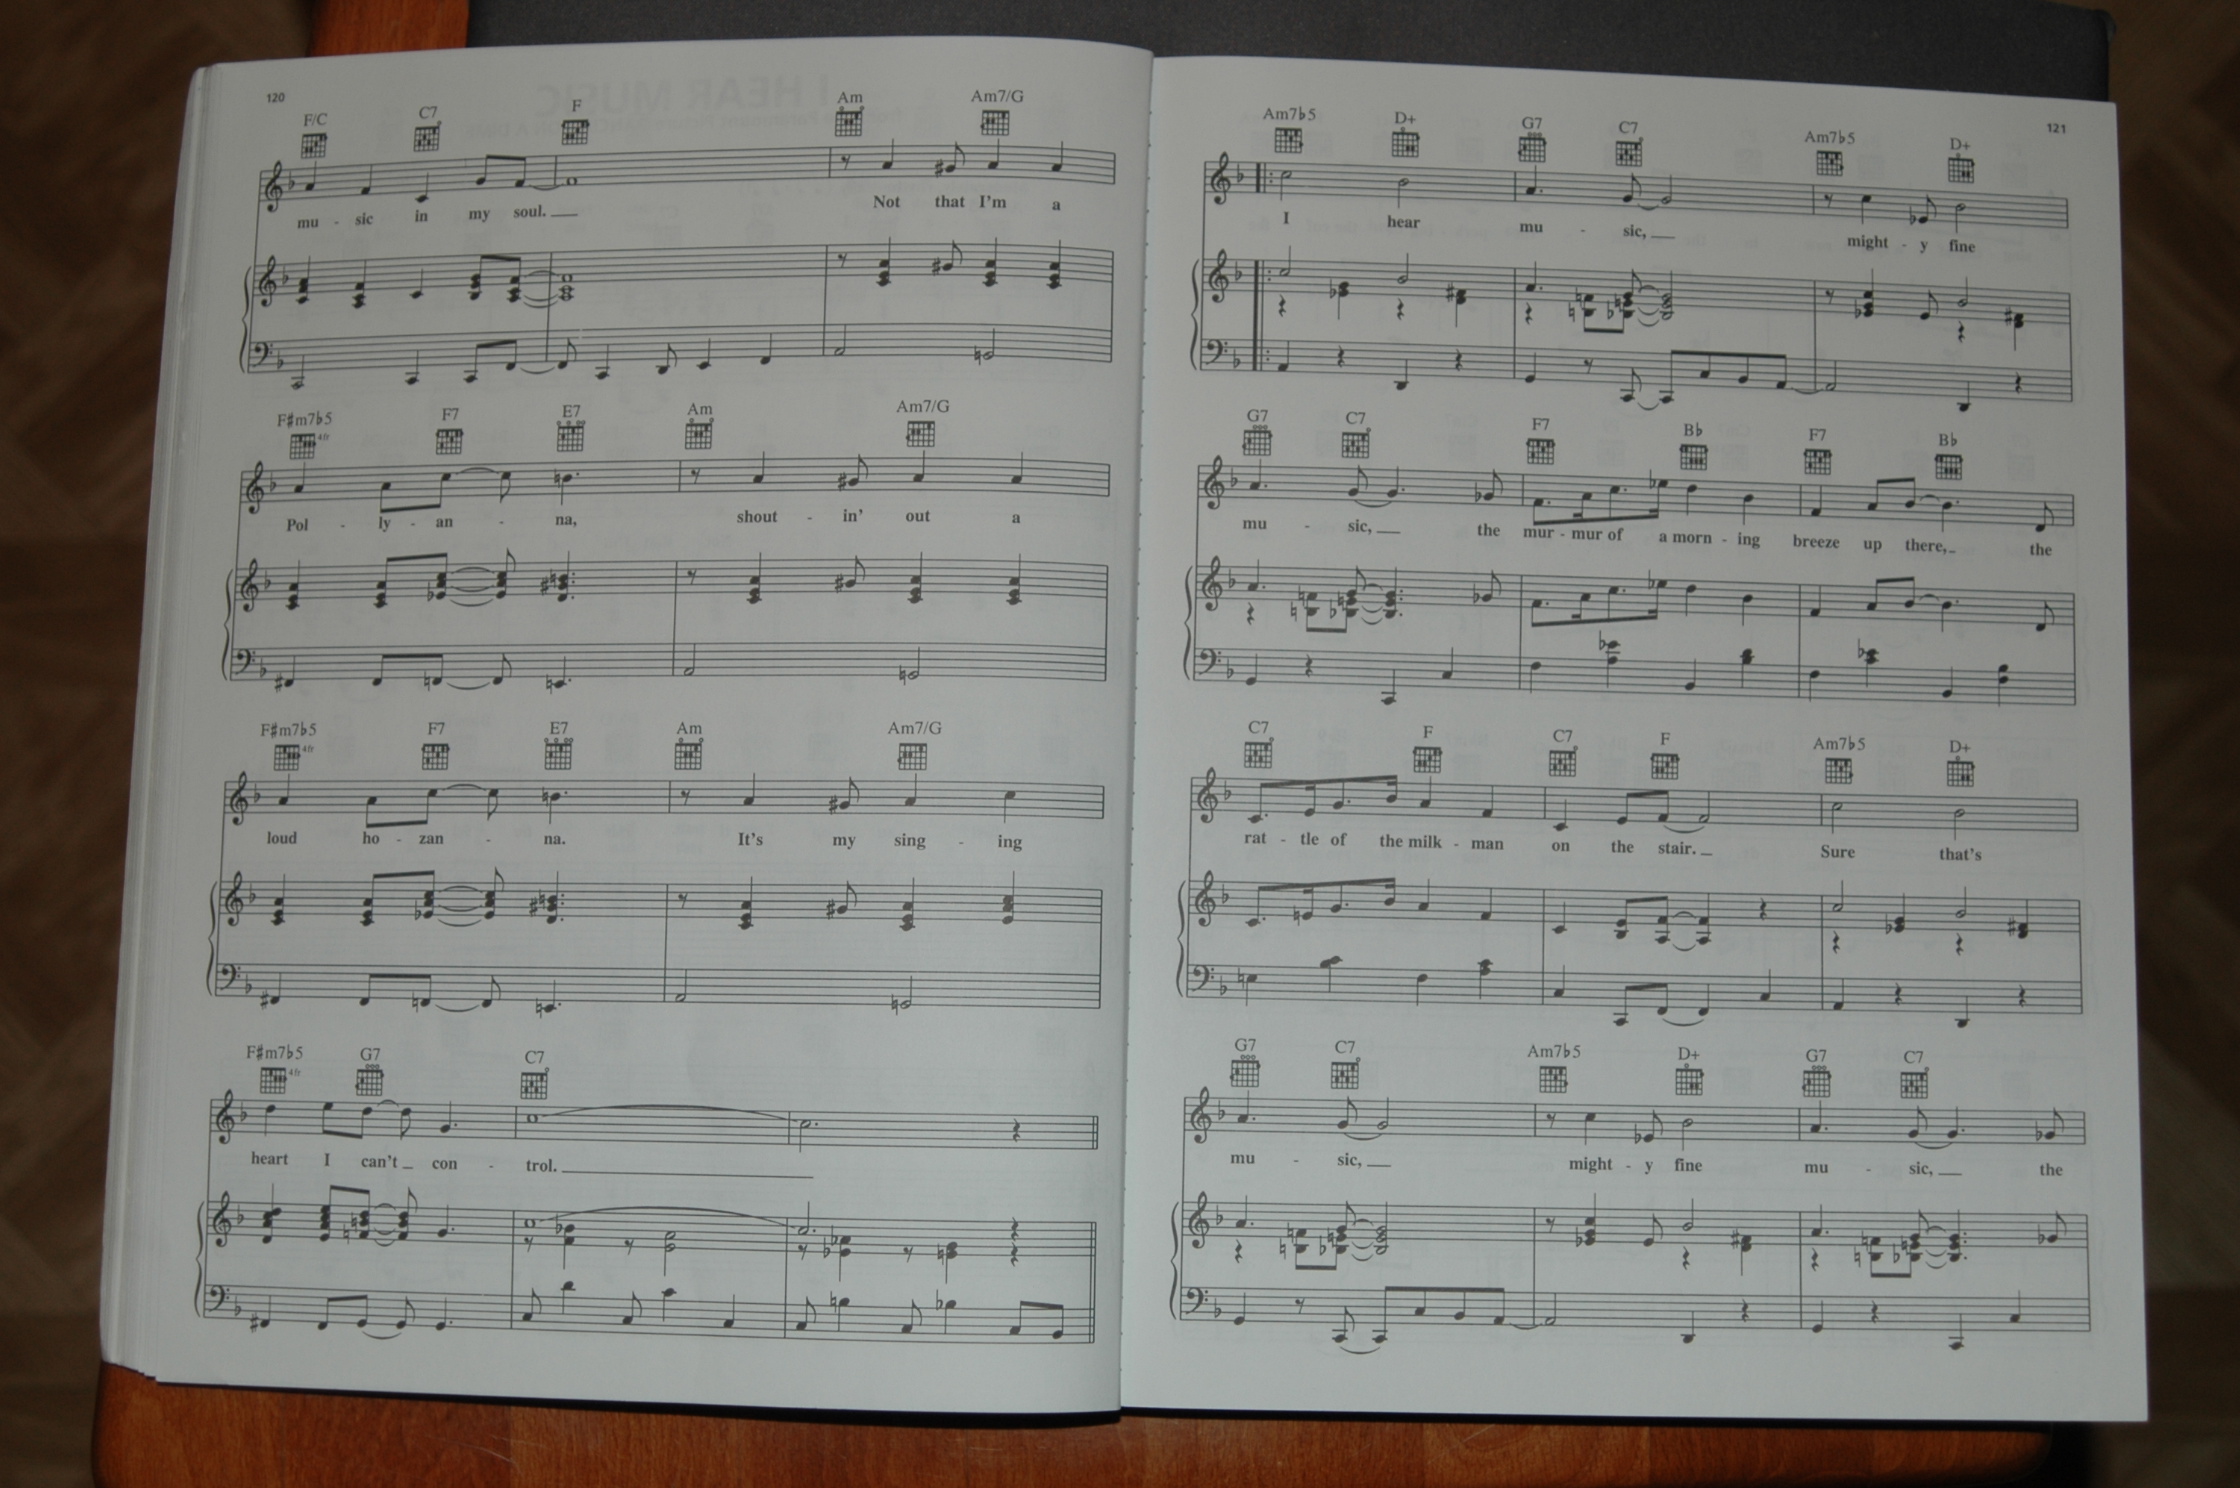 120
F/C C7 F Am Am7/G
mu - sic in my soul. Not that I'm a
F♯m7♭5 F7 E7 Am Am7/G
4fr
Pol - ly - an - na, shout - in' out a
F♯m7♭5 F7 E7 Am Am7/G
4fr
loud ho - zan - na. It's my sing - ing
F♯m7♭5 G7 C7
4fr
heart I can't con - trol.
121
Am7♭5 D+ G7 C7 Am7♭5 D+
I hear mu - sic, might - y fine
G7 C7 F7 B♭ F7 B♭
mu - sic, the mur - mur of a morn - ing breeze up there, the
C7 F C7 F Am7♭5 D+
rat - tle of the milk - man on the stair. Sure that's
G7 C7 Am7♭5 D+ G7 C7
mu - sic, might - y fine mu - sic, the